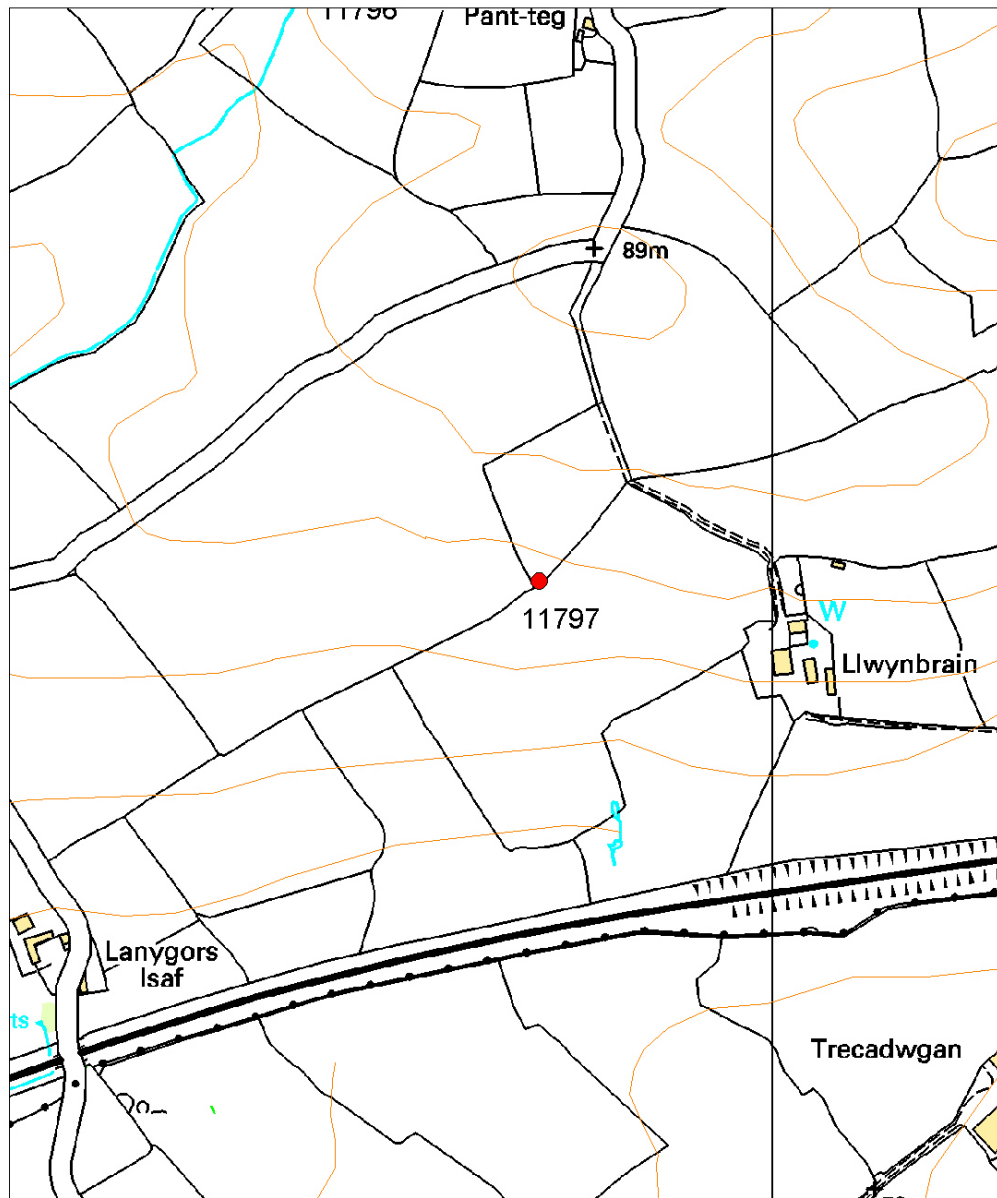 11796
Pant-teg
89m
11797
W
Llwynbrain
Lanygors
Isaf
ts
Trecadwgan